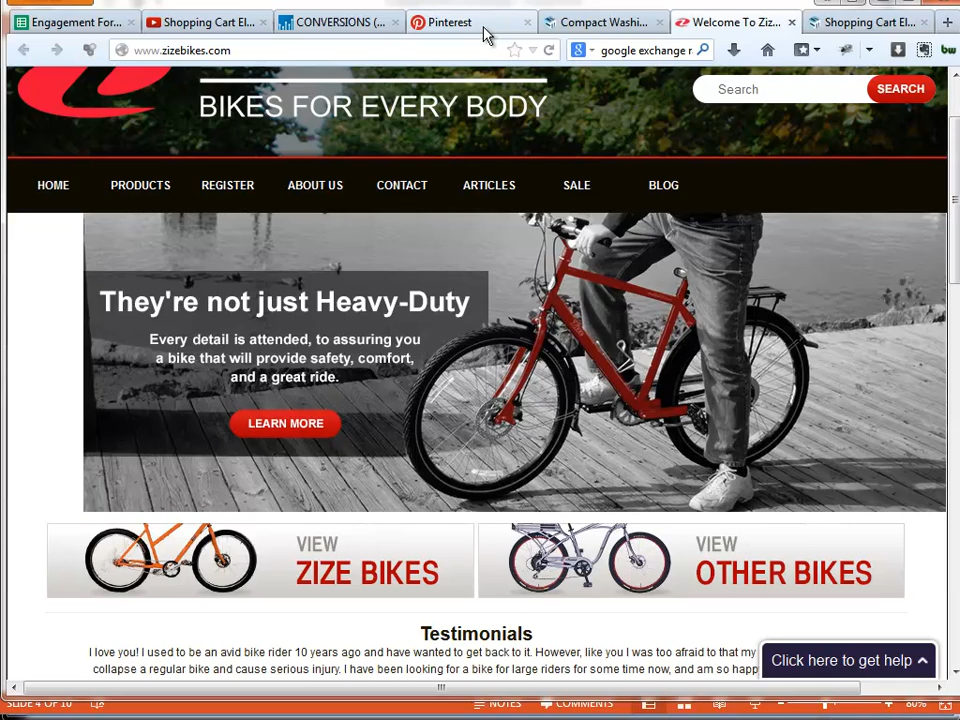 Engagement For...
Shopping Cart El...
CONVERSIONS (...
Pinterest
Compact Washi...
Welcome To Ziz...
Shopping Cart El...
www.zizebikes.com
google exchange r
bw
BIKES FOR EVERY BODY
Search
SEARCH
HOME PRODUCTS REGISTER ABOUT US CONTACT ARTICLES SALE BLOG
They're not just Heavy-Duty
Every detail is attended, to assuring you
a bike that will provide safety, comfort,
and a great ride.
LEARN MORE
VIEW
ZIZE BIKES
VIEW
OTHER BIKES
Testimonials
I love you! I used to be an avid bike rider 10 years ago and have wanted to get back to it. However, like you I was too afraid to that my
collapse a regular bike and cause serious injury. I have been looking for a bike for large riders for some time now, and am so happ
Click here to get help
SLIDE 4 OF 10
NOTES
COMMENTS
80%